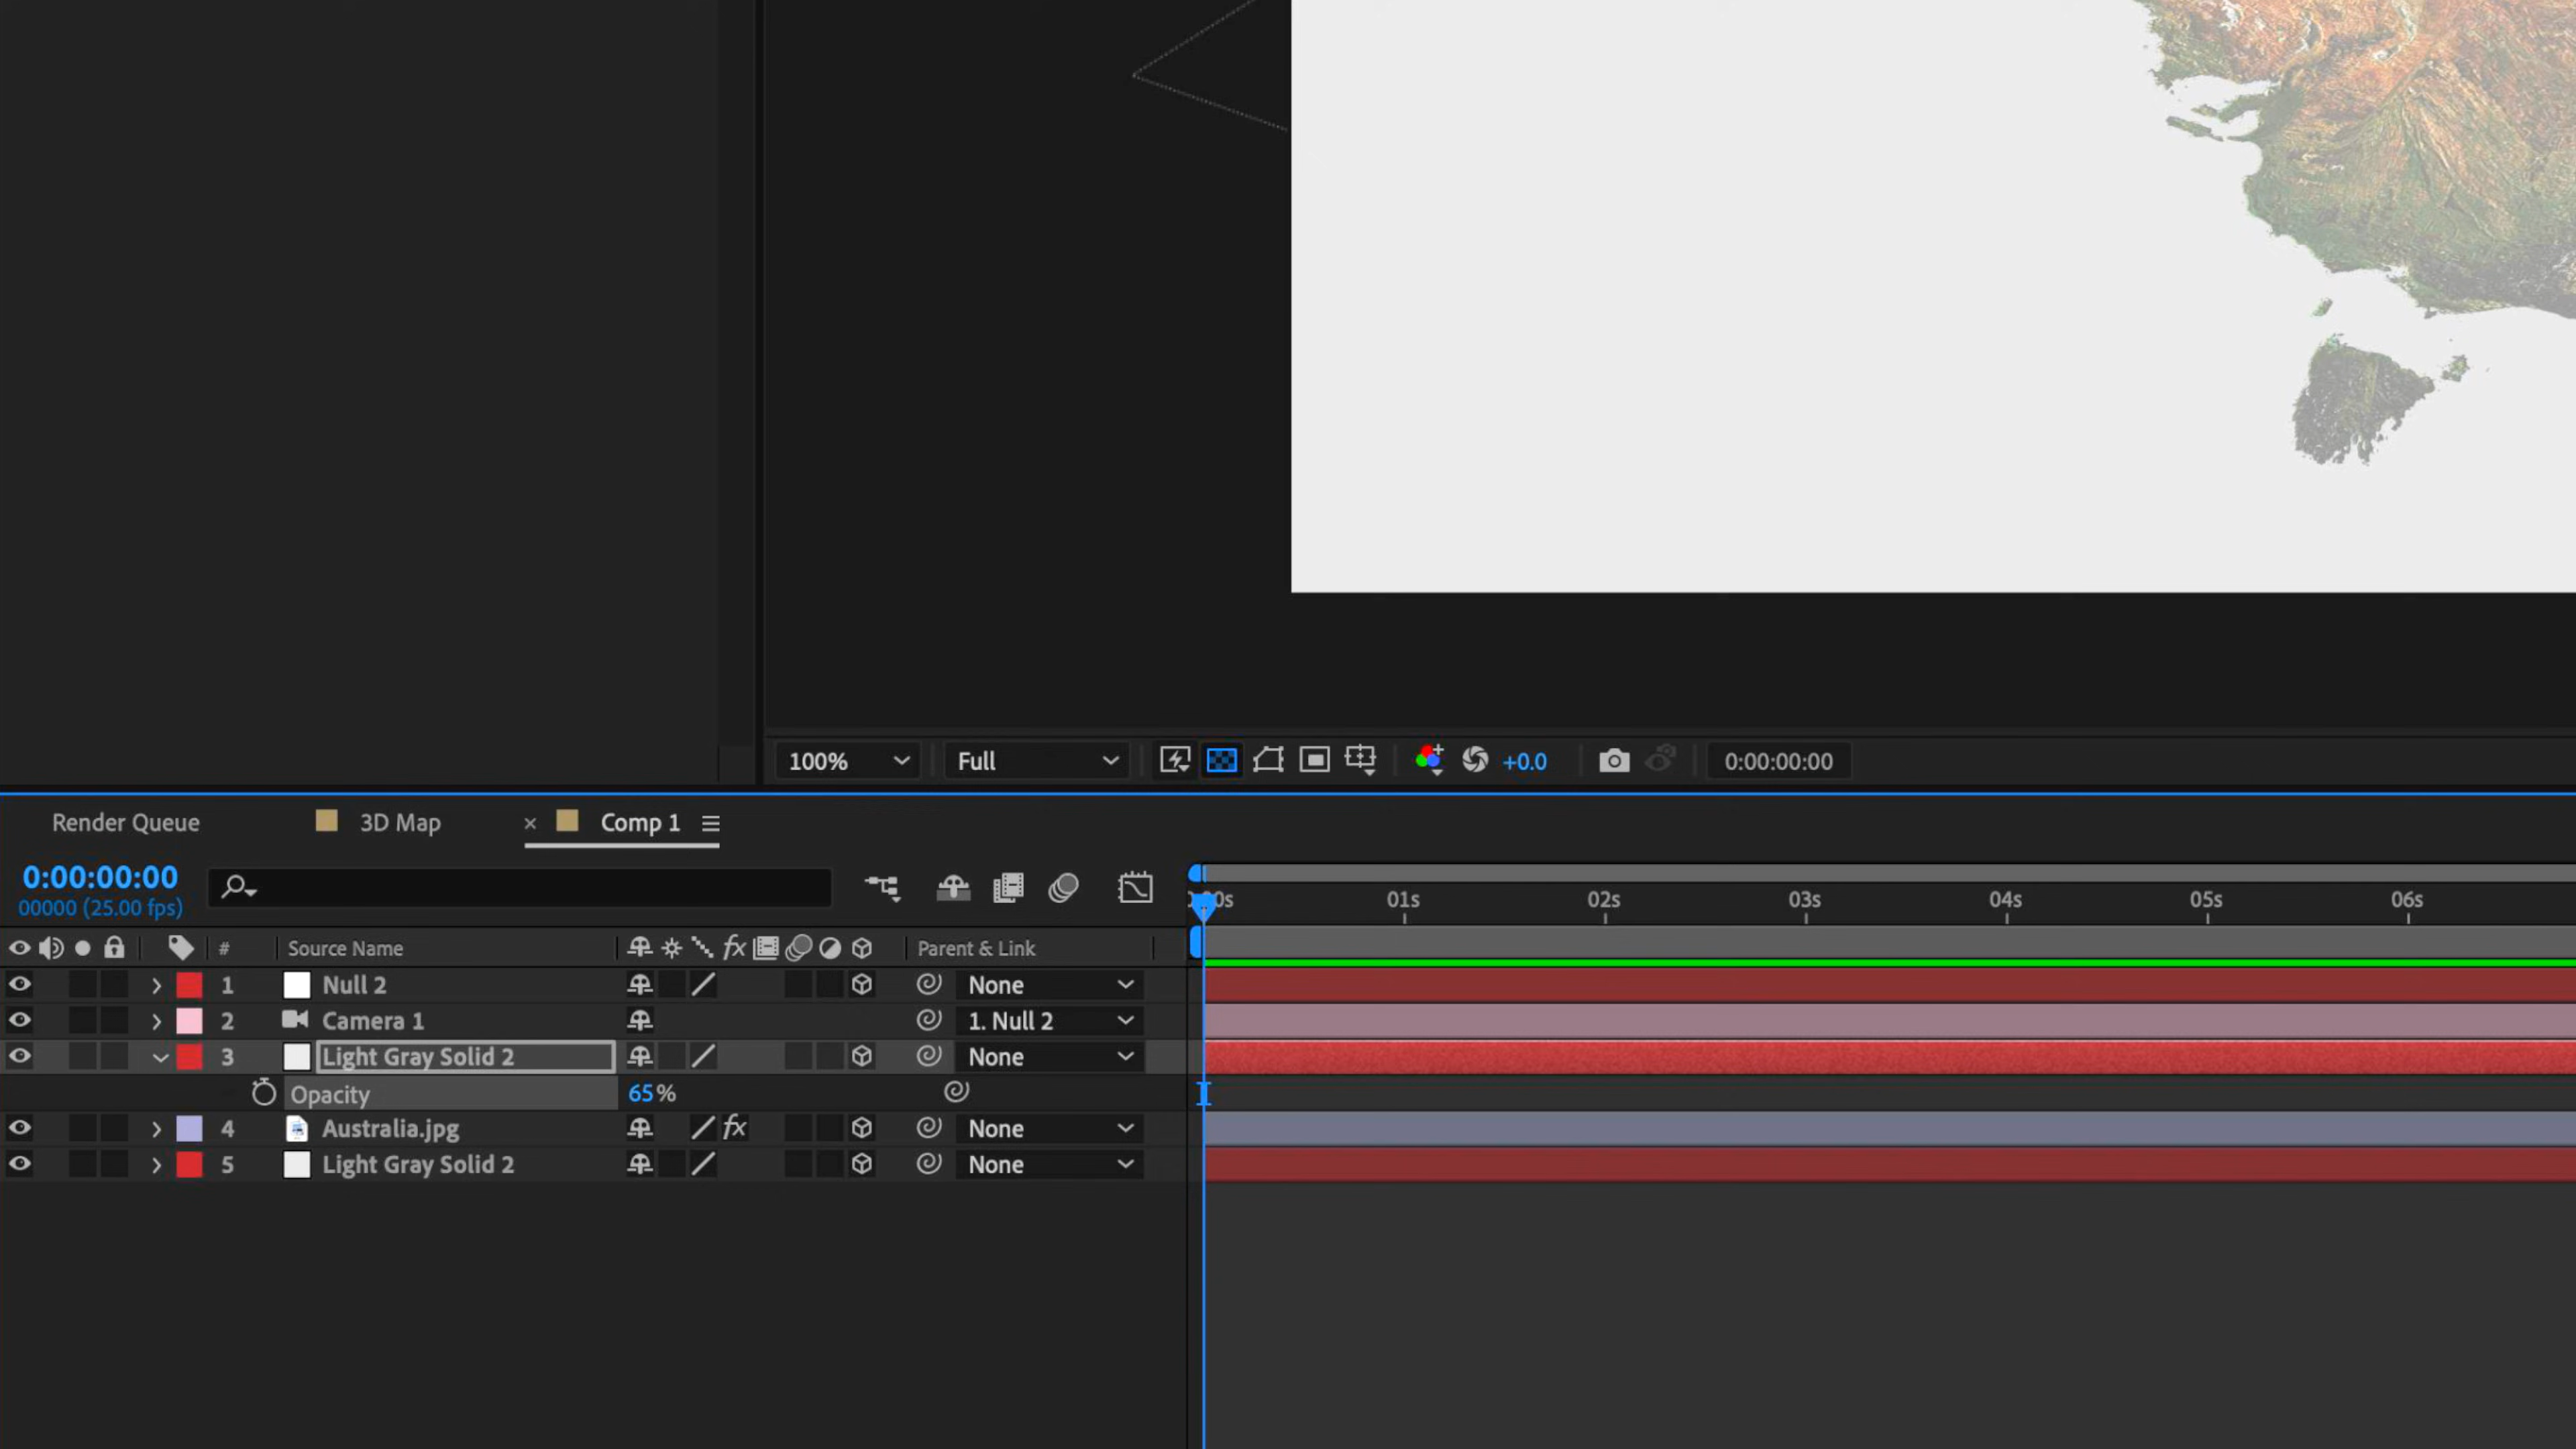 100% Full +0.0 0:00:00:00
Render Queue 3D Map × Comp 1
0:00:00:00
00000 (25.00 fps)
01s 02s 03s 04s 05s 06s
# Source Name fx Parent & Link
1 Null 2 None
2 Camera 1 1. Null 2
3 Light Gray Solid 2 None
Opacity 65%
4 Australia.jpg fx None
5 Light Gray Solid 2 None